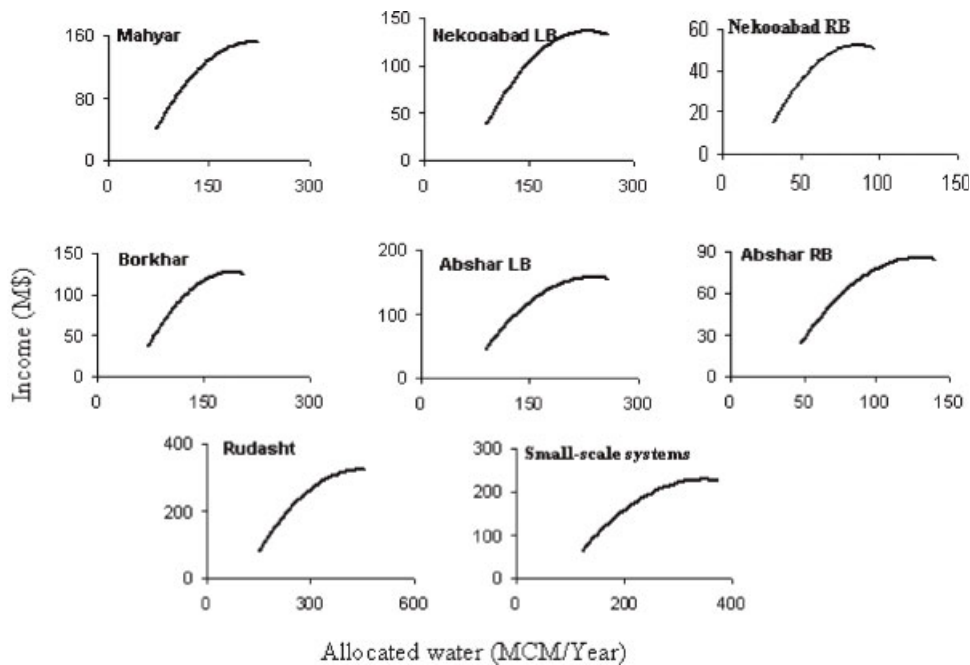 Mahyar
160
80
0
0 150 300
Nekooabad LB
150
100
50
0
0 150 300
Nekooabad RB
60
40
20
0
0 50 100 150
Income (M$)
Borkhar
150
100
50
0
0 150 300
Abshar LB
200
100
0
0 150 300
Abshar RB
90
60
30
0
0 50 100 150
Rudasht
400
200
0
0 300 600
Small-scale systems
300
200
100
0
0 200 400
Allocated water (MCM/Year)